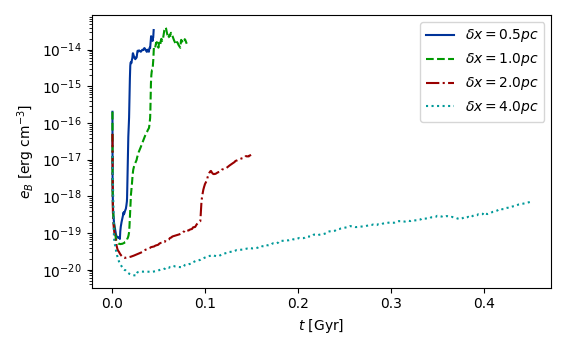 δx = 0.5pc
δx = 1.0pc
δx = 2.0pc
δx = 4.0pc
e_B [erg cm⁻³]
10⁻¹⁴
10⁻¹⁵
10⁻¹⁶
10⁻¹⁷
10⁻¹⁸
10⁻¹⁹
10⁻²⁰
0.0 0.1 0.2 0.3 0.4
t [Gyr]